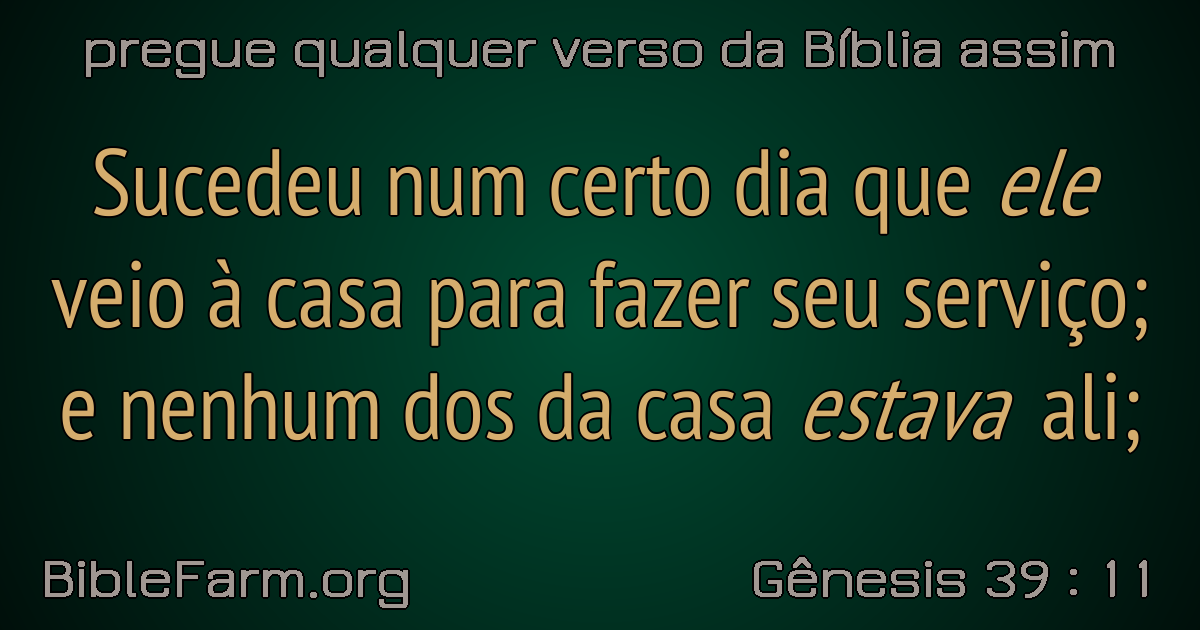 pregue qualquer verso da Bíblia assim
Sucedeu num certo dia que ele
veio à casa para fazer seu serviço;
e nenhum dos da casa estava ali;
BibleFarm.org
Gênesis 39 : 11